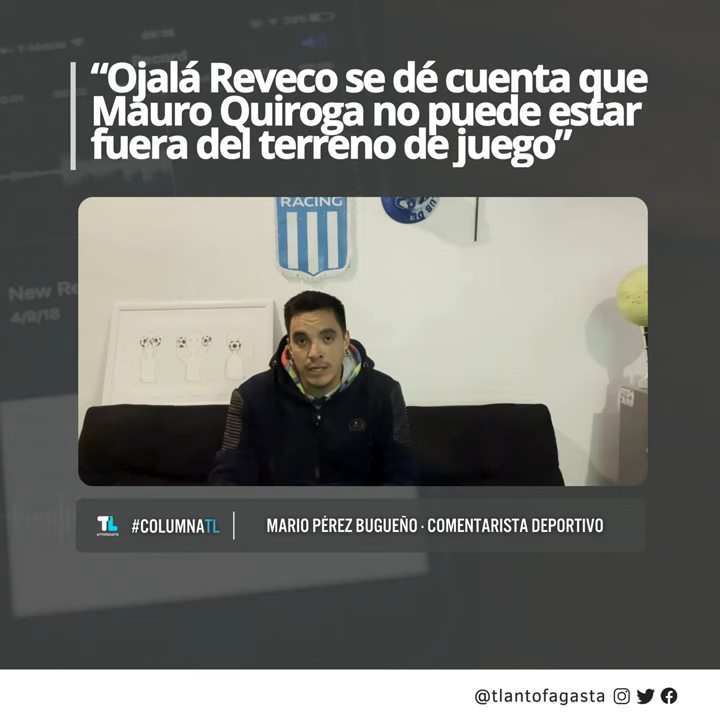 “Ojalá Reveco se dé cuenta que
Mauro Quiroga no puede estar
fuera del terreno de juego”
RACING
New Re
4/9/18
TL
ANTOFAGASTA
#COLUMNATL
MARIO PÉREZ BUGUEÑO · COMENTARISTA DEPORTIVO
@tlantofagasta